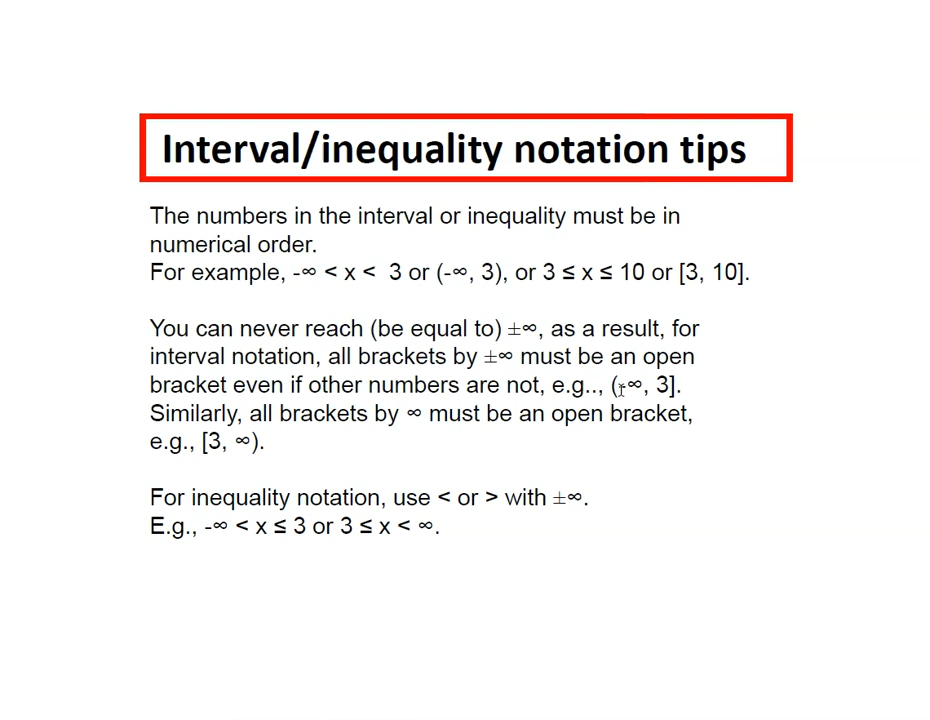 Interval/inequality notation tips
The numbers in the interval or inequality must be in
numerical order.
For example, -∞ < x < 3 or (-∞, 3), or 3 ≤ x ≤ 10 or [3, 10].
You can never reach (be equal to) ±∞, as a result, for
interval notation, all brackets by ±∞ must be an open
bracket even if other numbers are not, e.g.., (-∞, 3].
Similarly, all brackets by ∞ must be an open bracket,
e.g., [3, ∞).
For inequality notation, use < or > with ±∞.
E.g., -∞ < x ≤ 3 or 3 ≤ x < ∞.